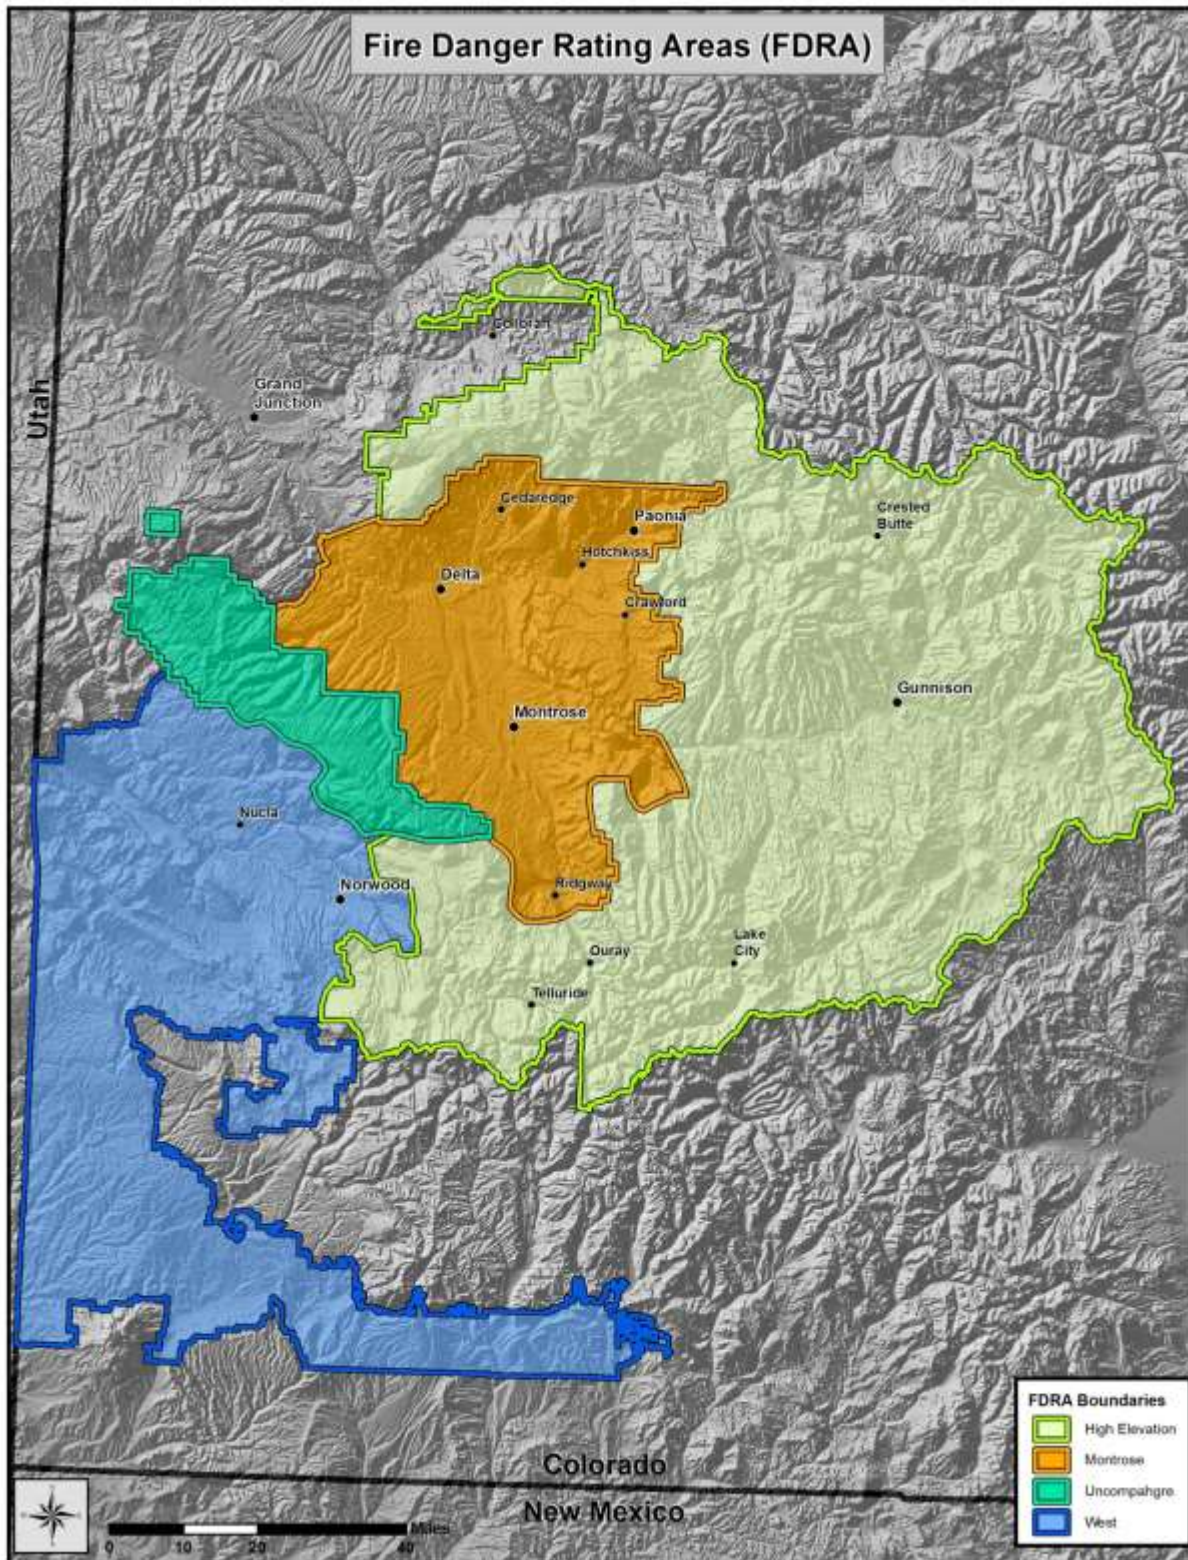 Fire Danger Rating Areas (FDRA)
Collbran
Grand
Junction
Utah
Cedaredge
Paonia
Crested
Butte
Hotchkiss
Delta
Crawford
Gunnison
Montrose
Nucla
Norwood
Ridgway
Ouray
Lake
City
Telluride
FDRA Boundaries
High Elevation
Montrose
Uncompahgre
West
Colorado
New Mexico
Miles
0 10 20 40